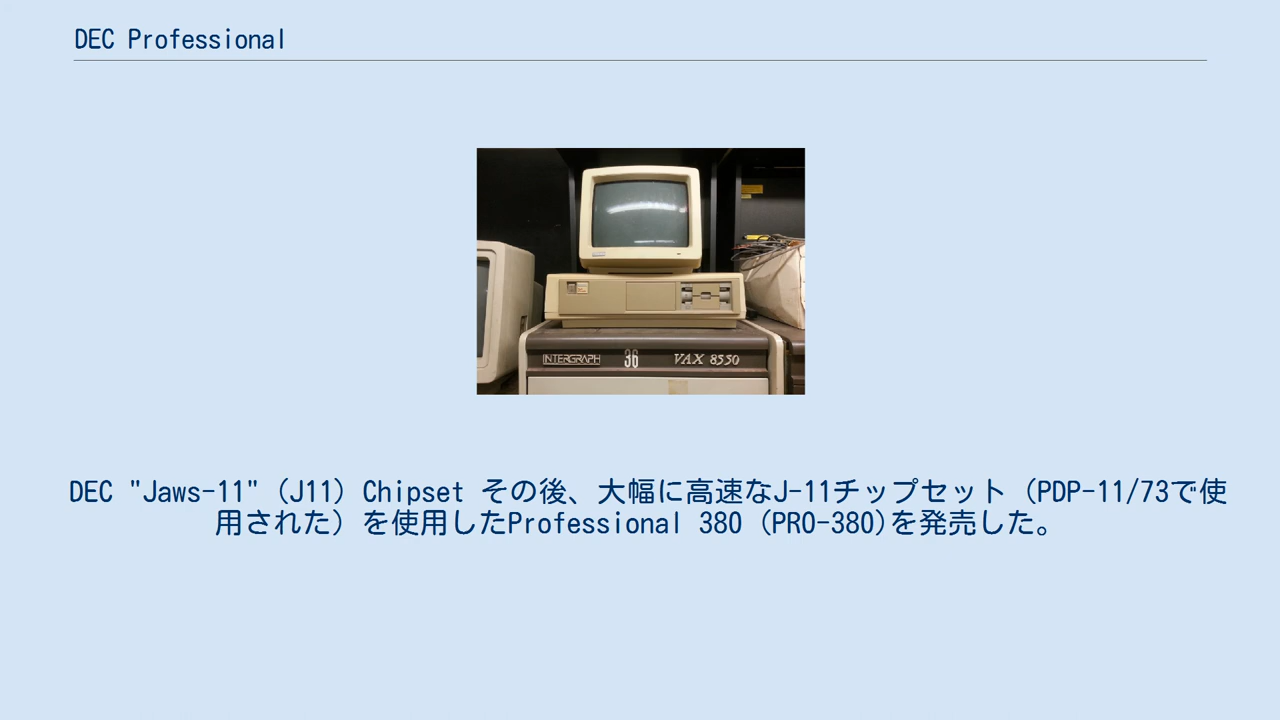 DEC Professional
INTERGRAPH 36 VAX 8550
DEC "Jaws-11" (J11) Chipset その後、大幅に高速なJ-11チップセット (PDP-11/73で使
用された) を使用したProfessional 380 (PRO-380)を発売した。